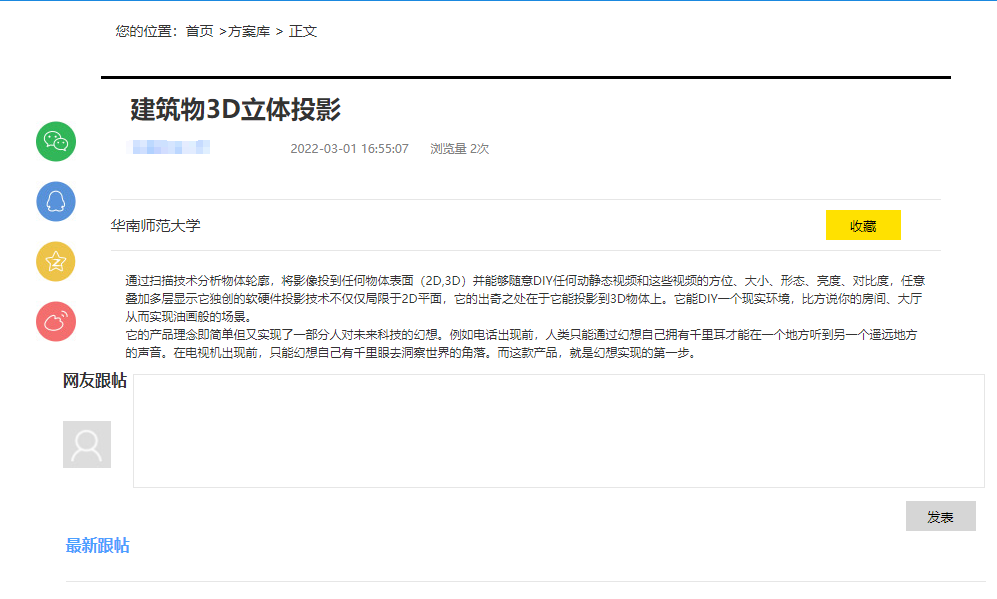 您的位置：首页 >方案库 > 正文
建筑物3D立体投影
2022-03-01 16:55:07 浏览量 2次
华南师范大学
收藏
通过扫描技术分析物体轮廓，将影像投到任何物体表面（2D,3D）并能够随意DIY任何动静态视频和这些视频的方位、大小、形态、亮度、对比度，任意
叠加多层显示它独创的软硬件投影技术不仅仅局限于2D平面，它的出奇之处在于它能投影到3D物体上。它能DIY一个现实环境，比方说你的房间、大厅
从而实现油画般的场景。
它的产品理念即简单但又实现了一部分人对未来科技的幻想。例如电话出现前，人类只能通过幻想自己拥有千里耳才能在一个地方听到另一个遥远地方
的声音。在电视机出现前，只能幻想自己有千里眼去洞察世界的角落。而这款产品，就是幻想实现的第一步。
网友跟帖
发表
最新跟帖